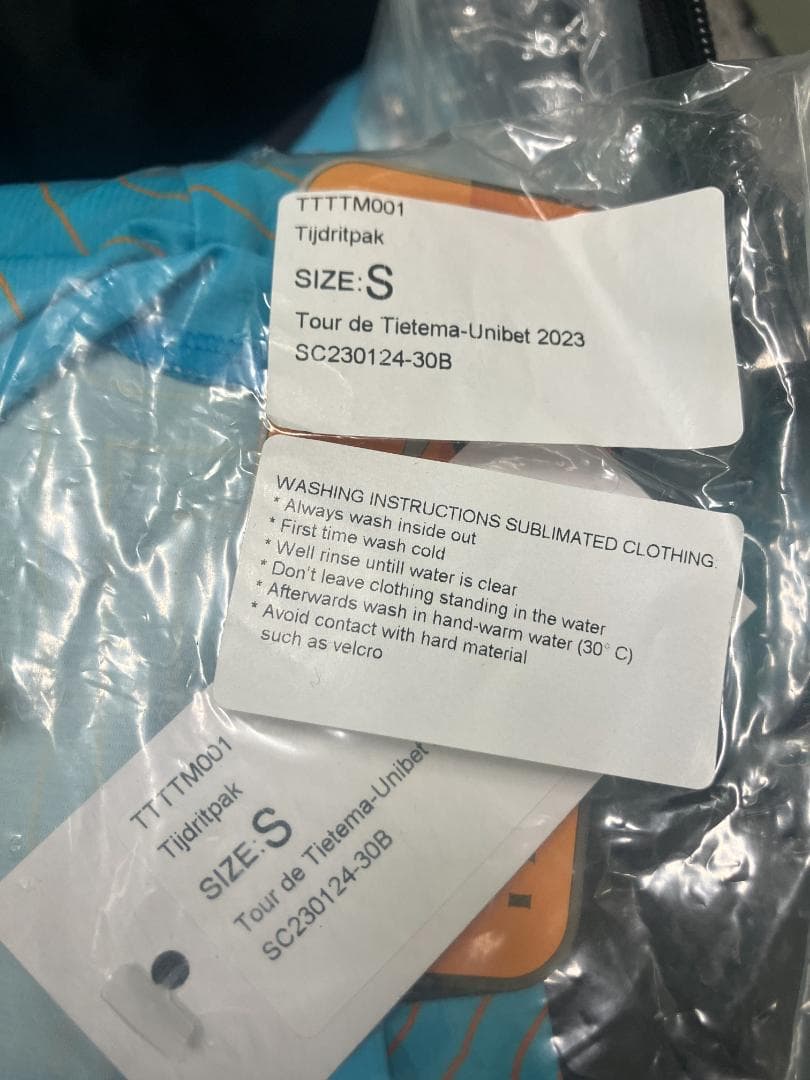 TTTTM001
Tijdritpak
SIZE:S
Tour de Tietema-Unibet 2023
SC230124-30B
WASHING INSTRUCTIONS SUBLIMATED CLOTHING:
* Always wash inside out
* First time wash cold
* Well rinse untill water is clear
* Don't leave clothing standing in the water
* Afterwards wash in hand-warm water (30° C)
* Avoid contact with hard material
such as velcro
TTTTM001
Tijdritpak
SIZE:S
Tour de Tietema-Unibet
SC230124-30B